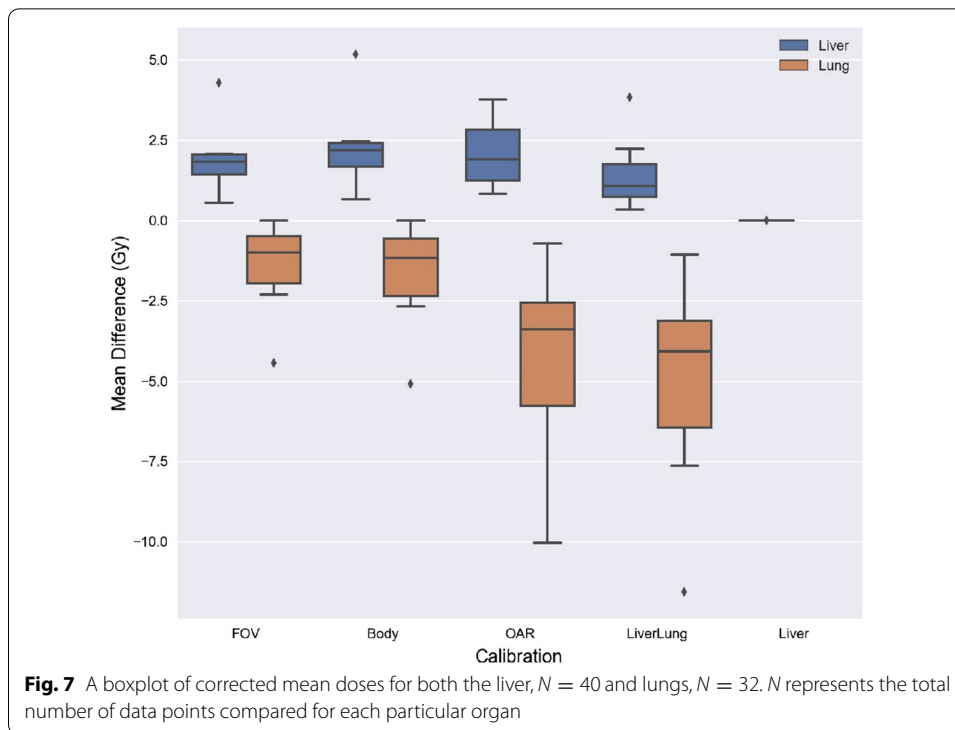 Liver
Lung
5.0
2.5
0.0
−2.5
−5.0
−7.5
−10.0
Mean Difference (Gy)
FOV Body OAR LiverLung Liver
Calibration
Fig. 7 A boxplot of corrected mean doses for both the liver, N = 40 and lungs, N = 32. N represents the total
number of data points compared for each particular organ